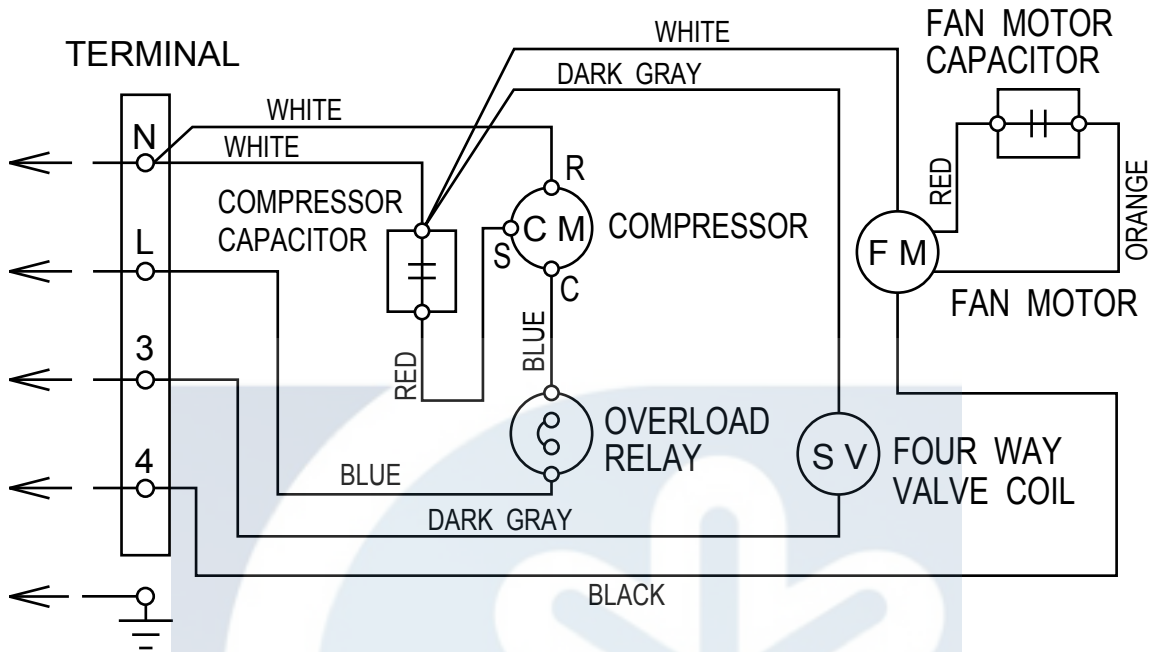 TERMINAL
WHITE
FAN MOTOR
CAPACITOR
DARK GRAY
WHITE
N
WHITE
RED
ORANGE
COMPRESSOR
CAPACITOR
R
C M
COMPRESSOR
S
C
L
F M
FAN MOTOR
3
RED
BLUE
OVERLOAD
RELAY
S V
FOUR WAY
VALVE COIL
4
BLUE
DARK GRAY
BLACK